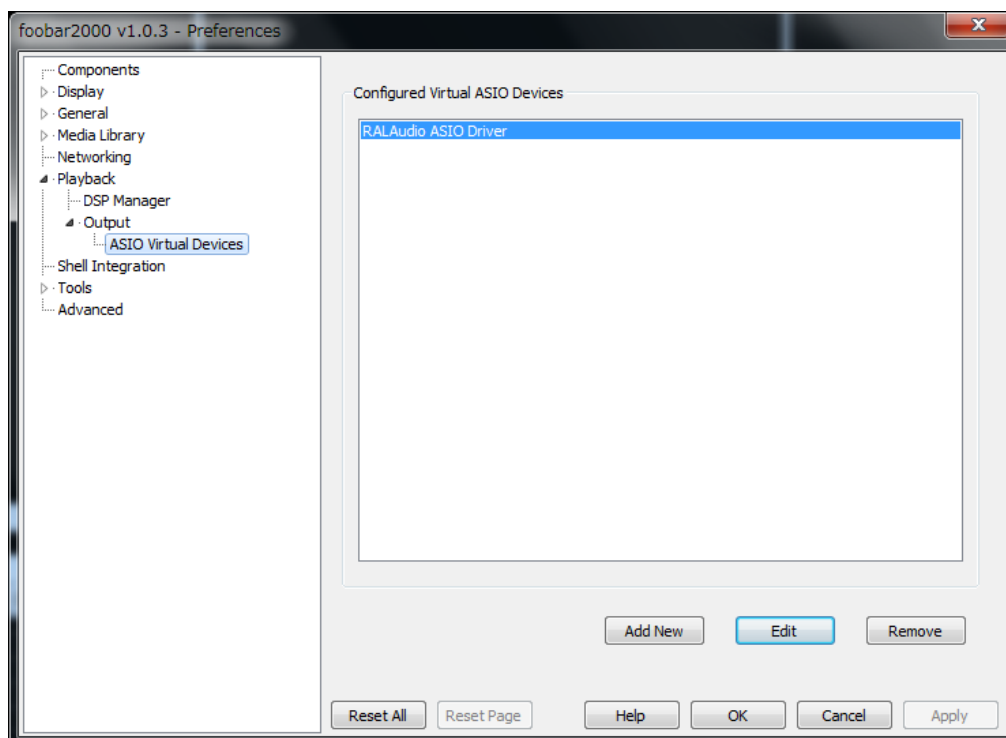 foobar2000 v1.0.3 - Preferences
Components
Display
General
Media Library
Networking
Playback
DSP Manager
Output
ASIO Virtual Devices
Shell Integration
Tools
Advanced
Configured Virtual ASIO Devices
RALAudio ASIO Driver
Add New Edit Remove
Reset All Reset Page Help OK Cancel Apply